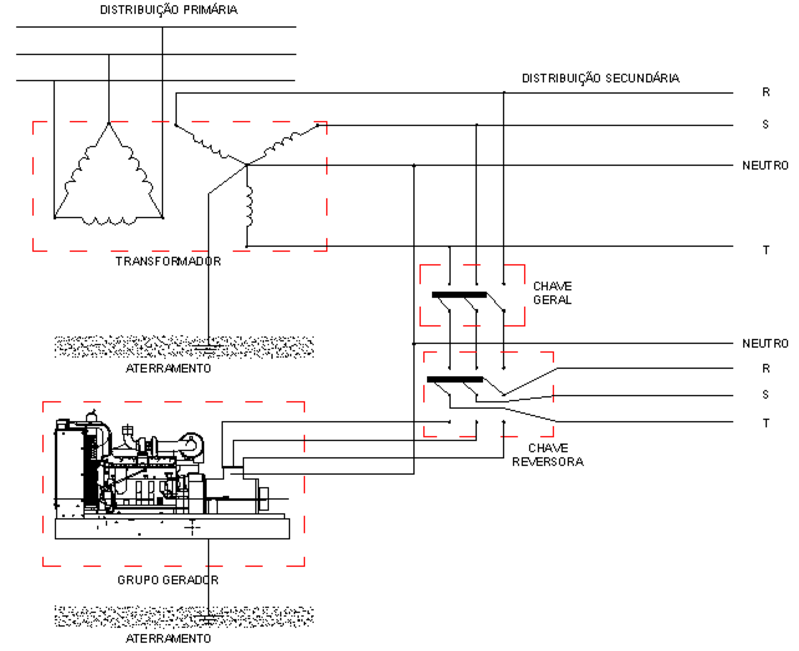 DISTRIBUIÇÃO PRIMÁRIA
DISTRIBUIÇÃO SECUNDÁRIA
R
S
NEUTRO
T
TRANSFORMADOR
CHAVE
GERAL
NEUTRO
R
S
T
ATERRAMENTO
CHAVE
REVERSORA
GRUPO GERADOR
ATERRAMENTO